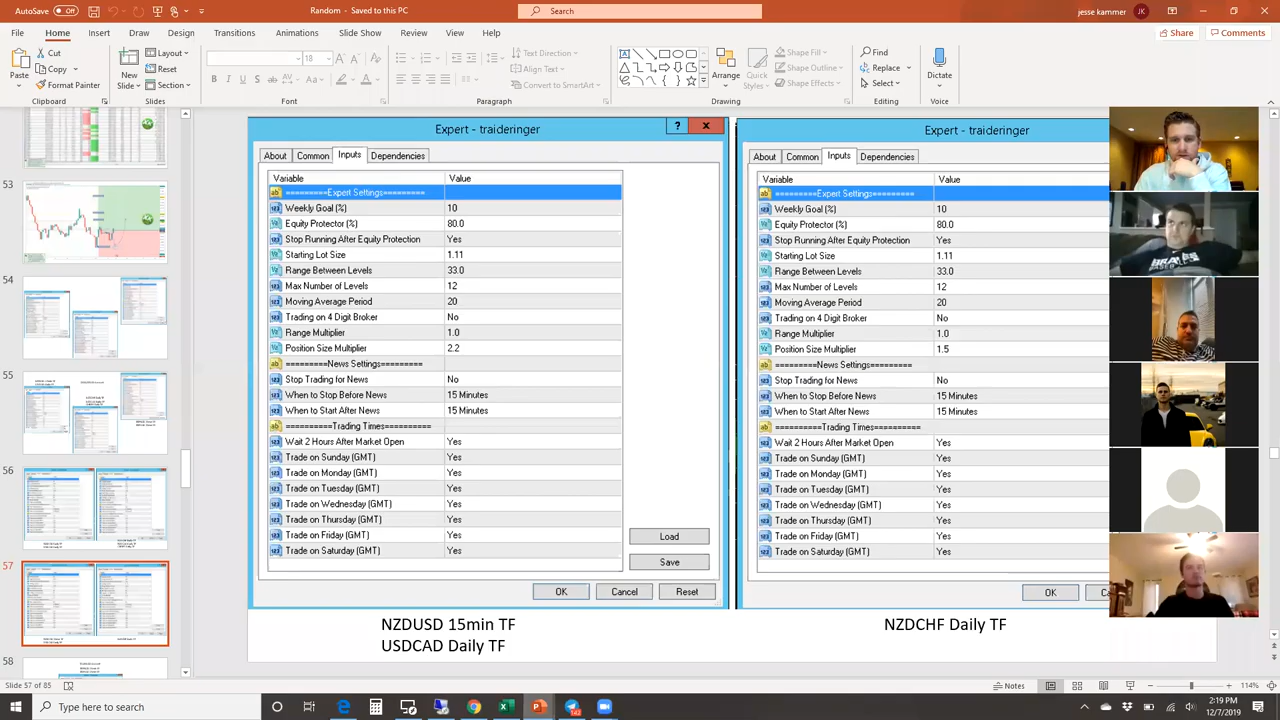 AutoSave Off Random - Saved to this PC Search jesse kammer JK
File Home Insert Draw Design Transitions Animations Slide Show Review View Help Share Comments
Paste Cut Copy Format Painter
Clipboard
New Slide Layout Reset Section
Slides
18
Font
Text Direction Align Text Convert to SmartArt
Paragraph
Arrange Quick Styles Shape Fill Shape Outline Shape Effects
Drawing
Find Replace Select
Editing
Dictate
Voice
53
54
55
56
57
58
Expert - traideringer
?
About Common Inputs Dependencies
Variable Value
=========Expert Settings=========
Weekly Goal (%) 10
Equity Protector (%) 80.0
Stop Running After Equity Protection Yes
Starting Lot Size 1.11
Range Between Levels 33.0
Max Number of Levels 12
Moving Average Period 20
Trading on 4 Digit Broker No
Range Multiplier 1.0
Position Size Multiplier 2.2
=========News Settings=========
Stop Trading for News No
When to Stop Before News 15 Minutes
When to Start After News 15 Minutes
=========Trading Times=========
Wait 2 Hours After Market Open Yes
Trade on Sunday (GMT) Yes
Trade on Monday (GMT) Yes
Trade on Tuesday (GMT) Yes
Trade on Wednesday (GMT) Yes
Trade on Thursday (GMT) Yes
Trade on Friday (GMT) Yes
Trade on Saturday (GMT) Yes
Load
Save
OK Cancel Reset
NZDUSD 15min TF
USDCAD Daily TF
Expert - traideringer
About Common Inputs Dependencies
Variable Value
=========Expert Settings=========
Weekly Goal (%) 10
Equity Protector (%) 80.0
Stop Running After Equity Protection Yes
Starting Lot Size 1.11
Range Between Levels 33.0
Max Number of Levels 12
Moving Average Period 20
Trading on 4 Digit Broker No
Range Multiplier 1.0
Position Size Multiplier 1.5
=========News Settings=========
Stop Trading for News No
When to Stop Before News 15 Minutes
When to Start After News 15 Minutes
=========Trading Times=========
Wait 2 Hours After Market Open Yes
Trade on Sunday (GMT) Yes
Trade on Monday (GMT) Yes
Trade on Tuesday (GMT) Yes
Trade on Wednesday (GMT) Yes
Trade on Thursday (GMT) Yes
Trade on Friday (GMT) Yes
Trade on Saturday (GMT) Yes
OK Ca
NZDCHF Daily TF
Slide 57 of 85 Notes 114%
Type here to search
2:19 PM
12/7/2019